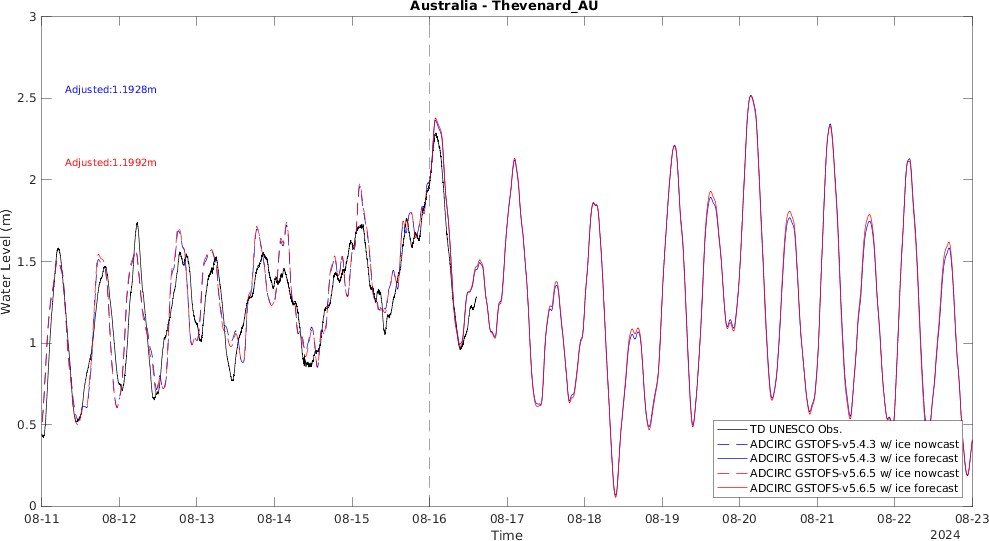 Australia - Thevenard_AU
3
2.5
2
1.5
1
0.5
0
Water Level (m)
Adjusted:1.1928m
Adjusted:1.1992m
TD UNESCO Obs.
ADCIRC GSTOFS-v5.4.3 w/ ice nowcast
ADCIRC GSTOFS-v5.4.3 w/ ice forecast
ADCIRC GSTOFS-v5.6.5 w/ ice nowcast
ADCIRC GSTOFS-v5.6.5 w/ ice forecast
08-11 08-12 08-13 08-14 08-15 08-16 08-17 08-18 08-19 08-20 08-21 08-22 08-23
Time
2024